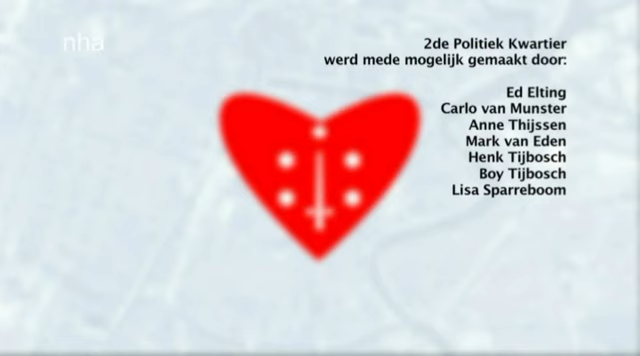 nha
2de Politiek Kwartier
werd mede mogelijk gemaakt door:
Ed Elting
Carlo van Munster
Anne Thijssen
Mark van Eden
Henk Tijbosch
Boy Tijbosch
Lisa Sparreboom